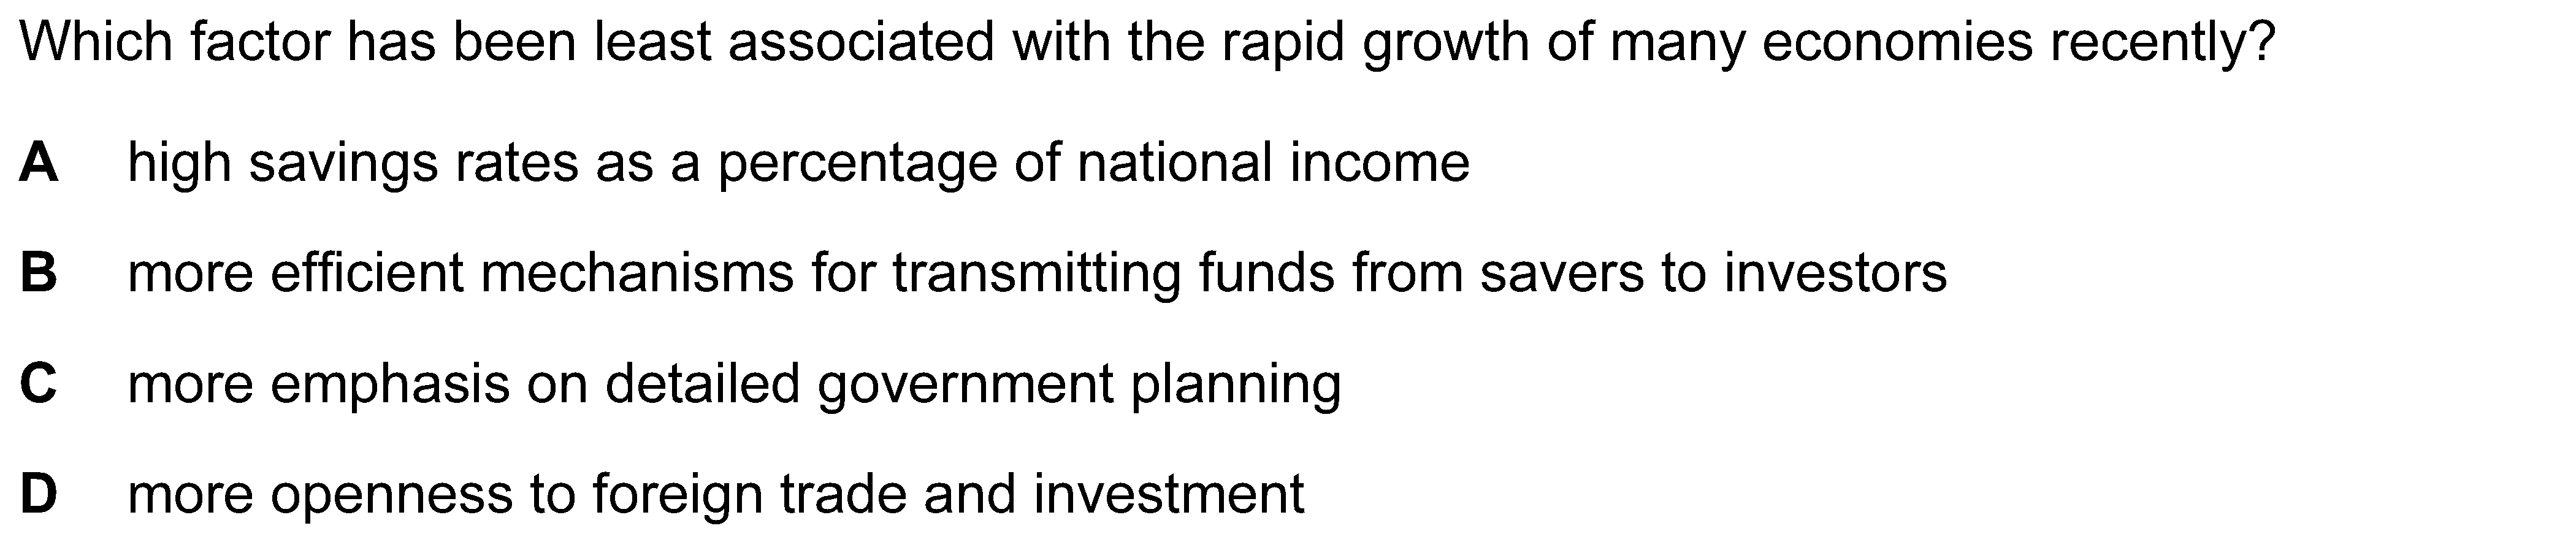 Which factor has been least associated with the rapid growth of many economies recently?
A high savings rates as a percentage of national income
B more efficient mechanisms for transmitting funds from savers to investors
C more emphasis on detailed government planning
D more openness to foreign trade and investment